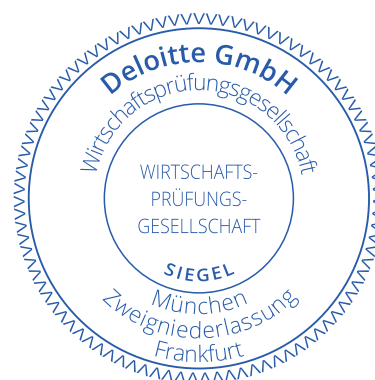 Deloitte GmbH
Wirtschaftsprüfungsgesellschaft
WIRTSCHAFTS-
PRÜFUNGS-
GESELLSCHAFT
SIEGEL
München
Zweigniederlassung
Frankfurt